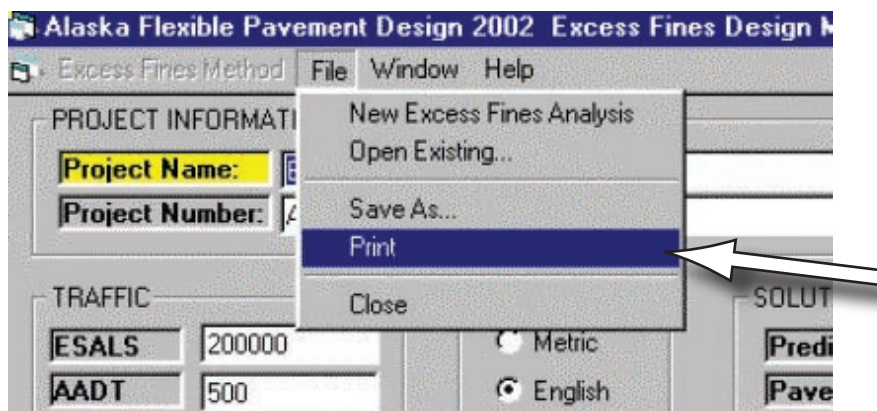 Alaska Flexible Pavement Design 2002 Excess Fines Design
Excess Fines Method File Window Help
New Excess Fines Analysis
Open Existing...
Save As...
Print
Close
PROJECT INFORMATI
Project Name:
Project Number: A
TRAFFIC
ESALS 200000
AADT 500
Metric
English
SOLUT
Predi
Pave